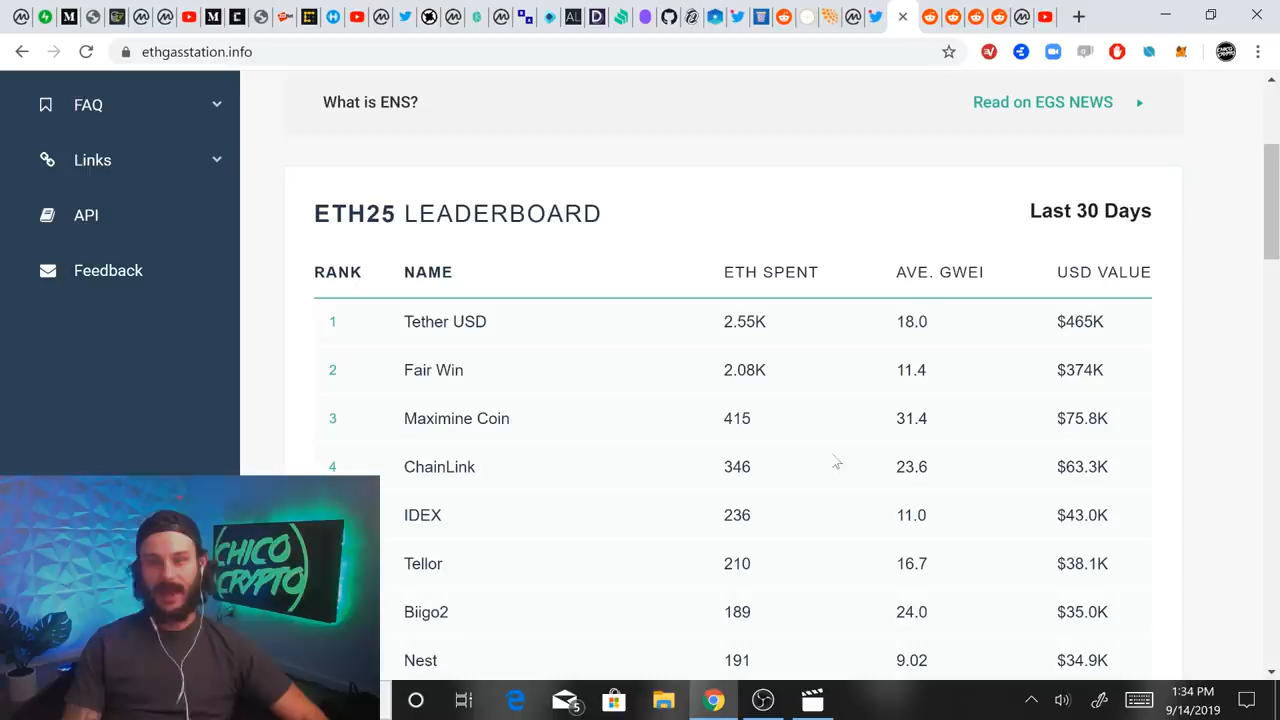 ethgasstation.info
FAQ
Links
API
Feedback
What is ENS?
Read on EGS NEWS
ETH25 LEADERBOARD
Last 30 Days
RANK NAME ETH SPENT AVE. GWEI USD VALUE
1 Tether USD 2.55K 18.0 $465K
2 Fair Win 2.08K 11.4 $374K
3 Maximine Coin 415 31.4 $75.8K
4 ChainLink 346 23.6 $63.3K
IDEX 236 11.0 $43.0K
Tellor 210 16.7 $38.1K
Biigo2 189 24.0 $35.0K
Nest 191 9.02 $34.9K
(CHICO
CRYPTO)
5
1:34 PM
9/14/2019